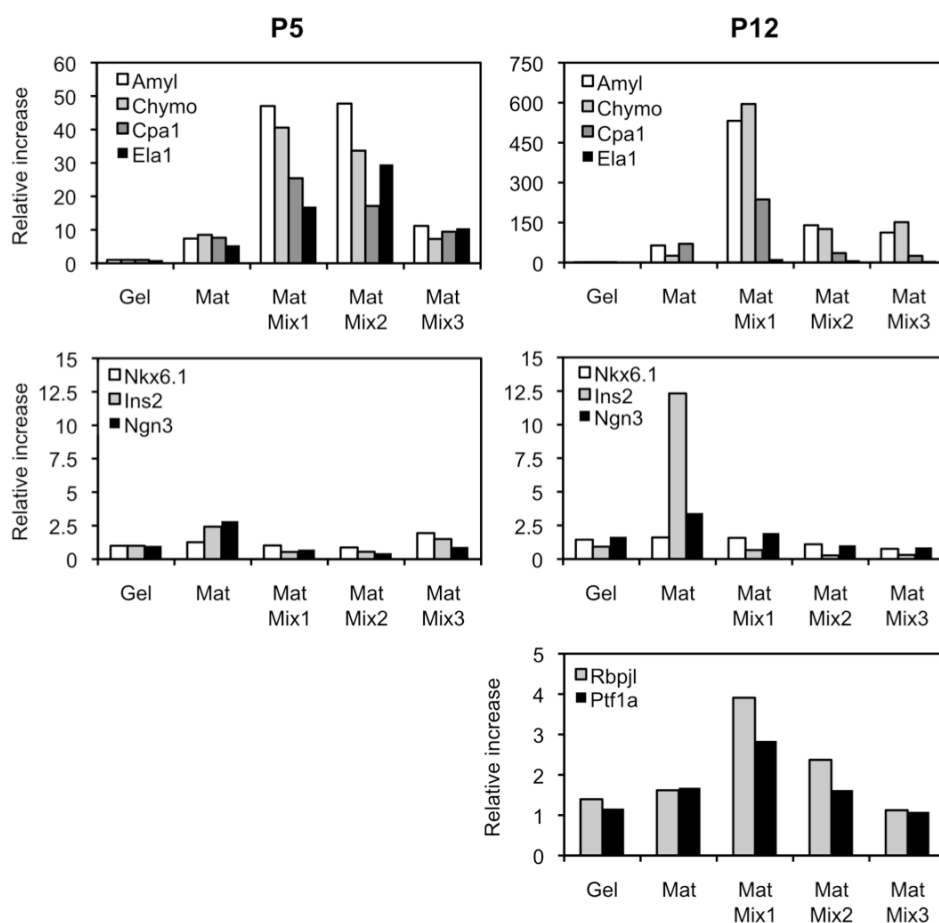 P5
P12
Relative increase
60
50
40
30
20
10
0
Amyl
Chymo
Cpa1
Ela1
Gel
Mat
Mat Mix1
Mat Mix2
Mat Mix3
Relative increase
750
600
450
300
150
0
Amyl
Chymo
Cpa1
Ela1
Gel
Mat
Mat Mix1
Mat Mix2
Mat Mix3
Relative increase
15
12.5
10
7.5
5
2.5
0
Nkx6.1
Ins2
Ngn3
Gel
Mat
Mat Mix1
Mat Mix2
Mat Mix3
Relative increase
15
12.5
10
7.5
5
2.5
0
Nkx6.1
Ins2
Ngn3
Gel
Mat
Mat Mix1
Mat Mix2
Mat Mix3
Relative increase
5
4
3
2
1
0
Rbpjl
Ptf1a
Gel
Mat
Mat Mix1
Mat Mix2
Mat Mix3